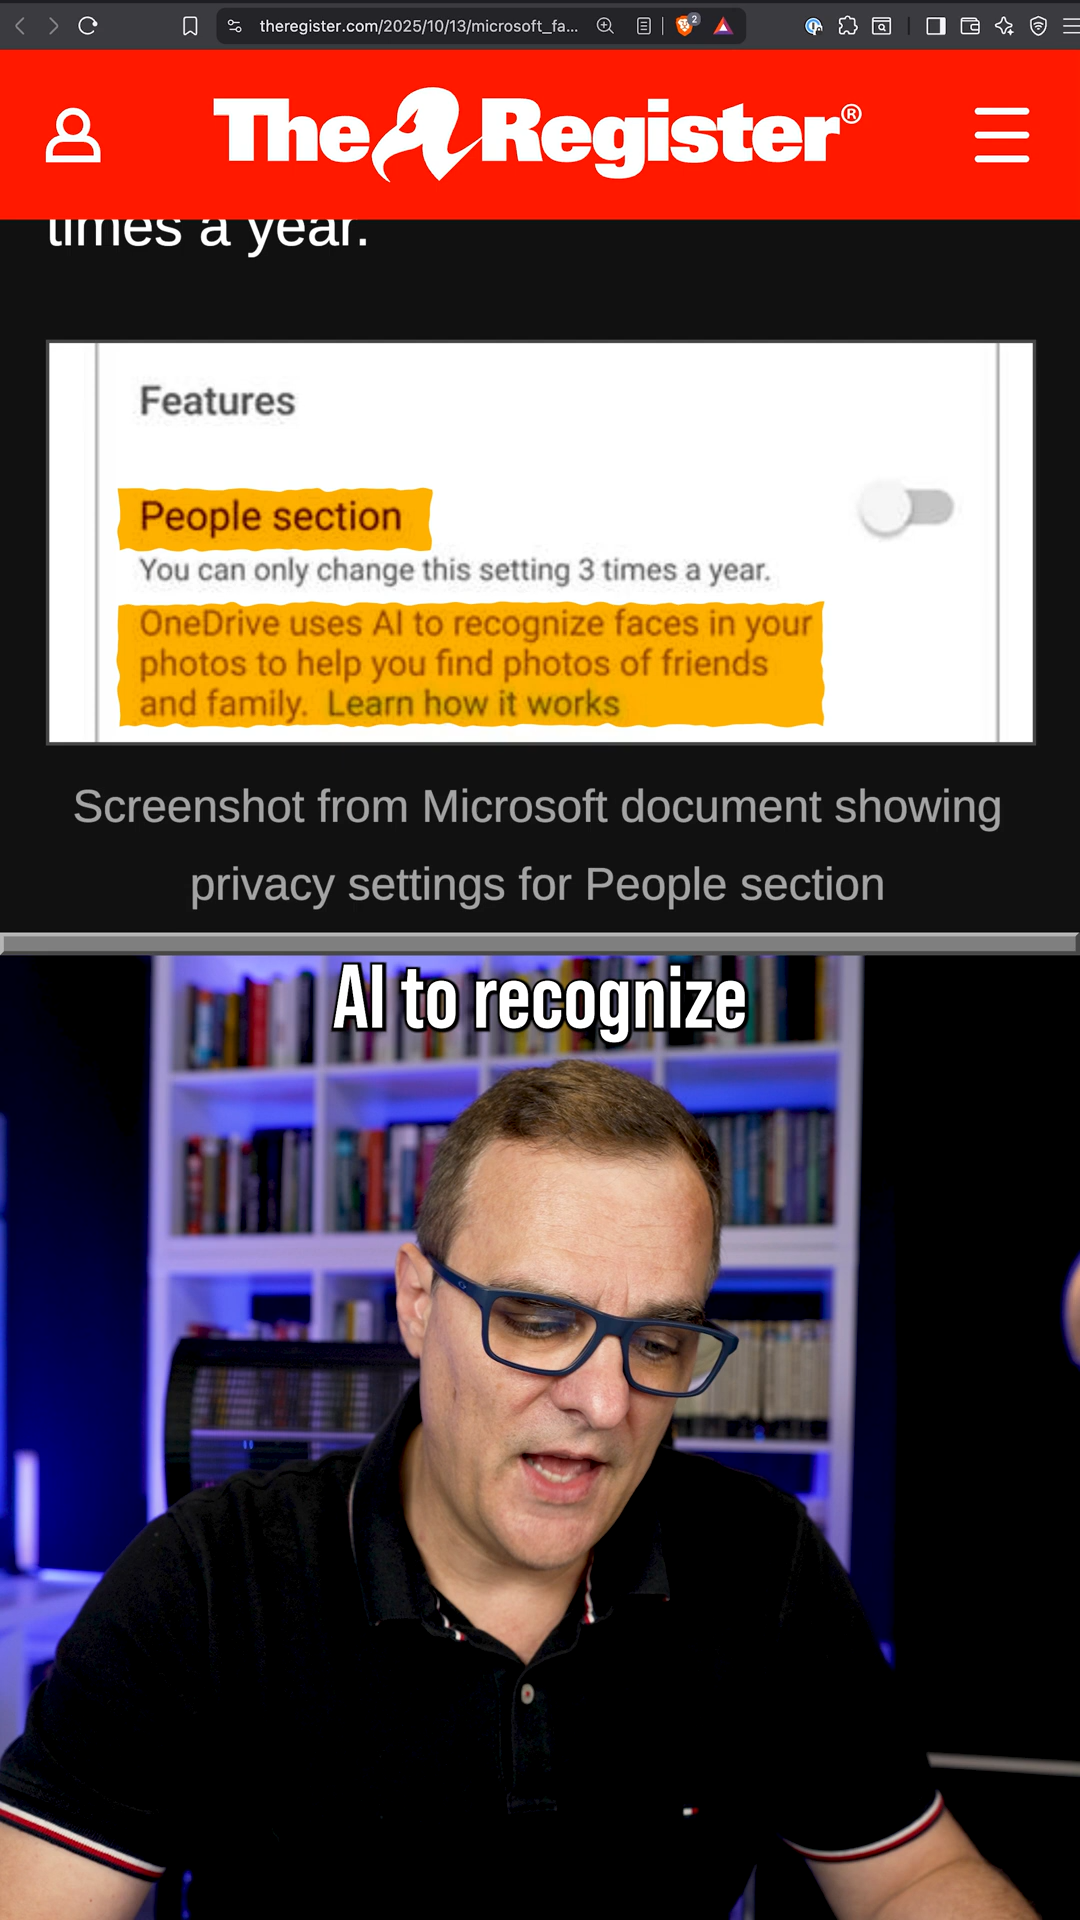 theregister.com/2025/10/13/microsoft_fa...
2
The Register®
times a year.
Features
People section
You can only change this setting 3 times a year.
OneDrive uses AI to recognize faces in your
photos to help you find photos of friends
and family. Learn how it works
Screenshot from Microsoft document showing
privacy settings for People section
AI to recognize